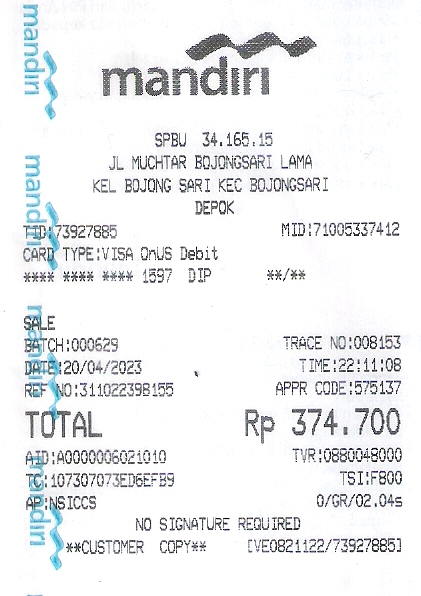 mandiri
SPBU 34.165.15
JL MUCHTAR BOJONGSARI LAMA
KEL BOJONG SARI KEC BOJONGSARI
DEPOK
TID:73927885 MID:71005337412
CARD TYPE:VISA OnUS Debit
**** **** **** 1597 DIP **/**
SALE
BATCH:000629 TRACE NO:008153
DATE:20/04/2023 TIME:22:11:08
REF NO:311022398155 APPR CODE:575137
TOTAL Rp 374.700
AID:A0000006021010 TVR:0880048000
TC:107307073ED6EFB9 TSI:F800
AP:NSICCS 0/GR/02.04s
NO SIGNATURE REQUIRED
**CUSTOMER COPY** [VE0821122/73927885]
mandiri
mandiri
mandiri
mandiri